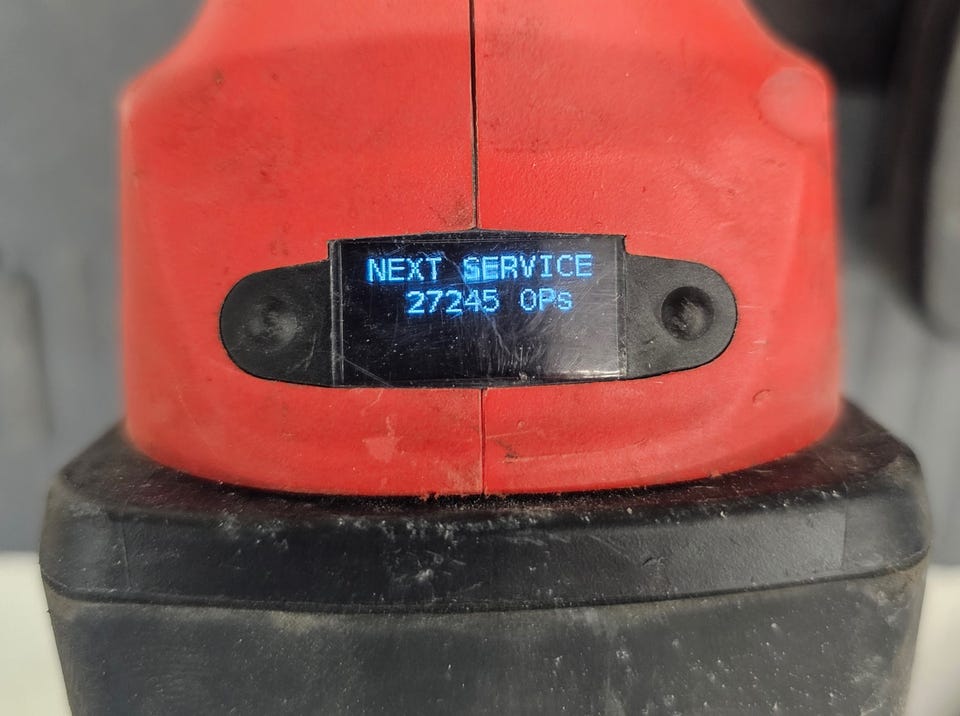 NEXT SERVICE
27245 OPs